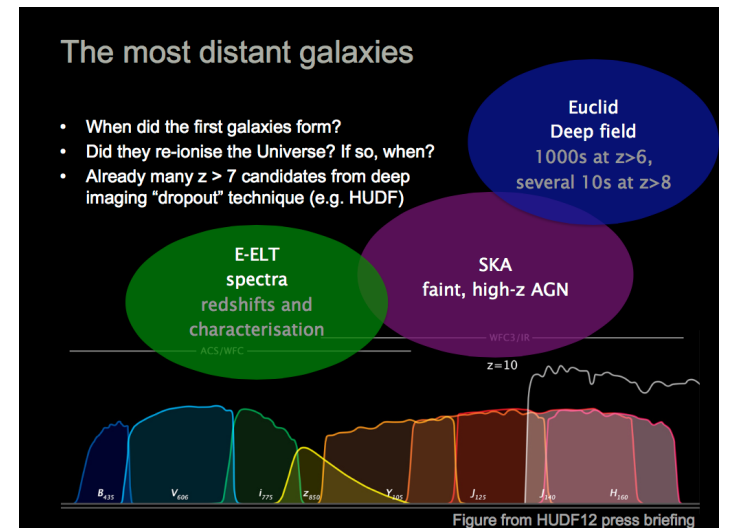 The most distant galaxies
• When did the first galaxies form?
• Did they re-ionise the Universe? If so, when?
• Already many z > 7 candidates from deep
imaging “dropout” technique (e.g. HUDF)
Euclid
Deep field
1000s at z>6,
several 10s at z>8
E-ELT
spectra
redshifts and
characterisation
SKA
faint, high-z AGN
WFC3/IR
ACS/WFC
z=10
B435
V606
i775
z850
Y105
J125
J140
H160
Figure from HUDF12 press briefing